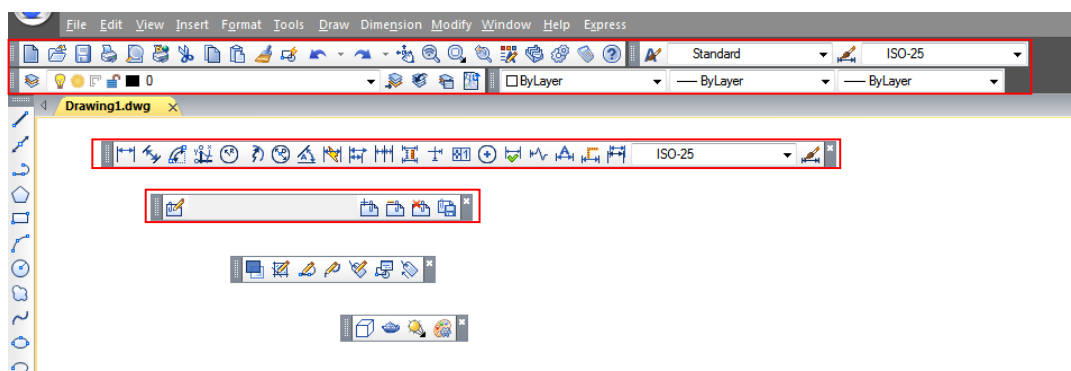 File Edit View Insert Format Tools Draw Dimension Modify Window Help Express
Standard ISO-25
0 ByLayer ByLayer ByLayer
Drawing1.dwg
ISO-25